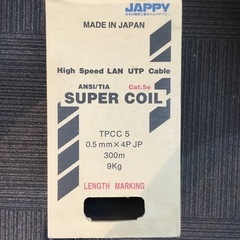 JAPPY
MADE IN JAPAN
High Speed LAN UTP Cable
ANSI/TIA Cat.5e
SUPER COIL
TPCC 5
0.5 mm×4P JP
300m
9Kg
LENGTH MARKING